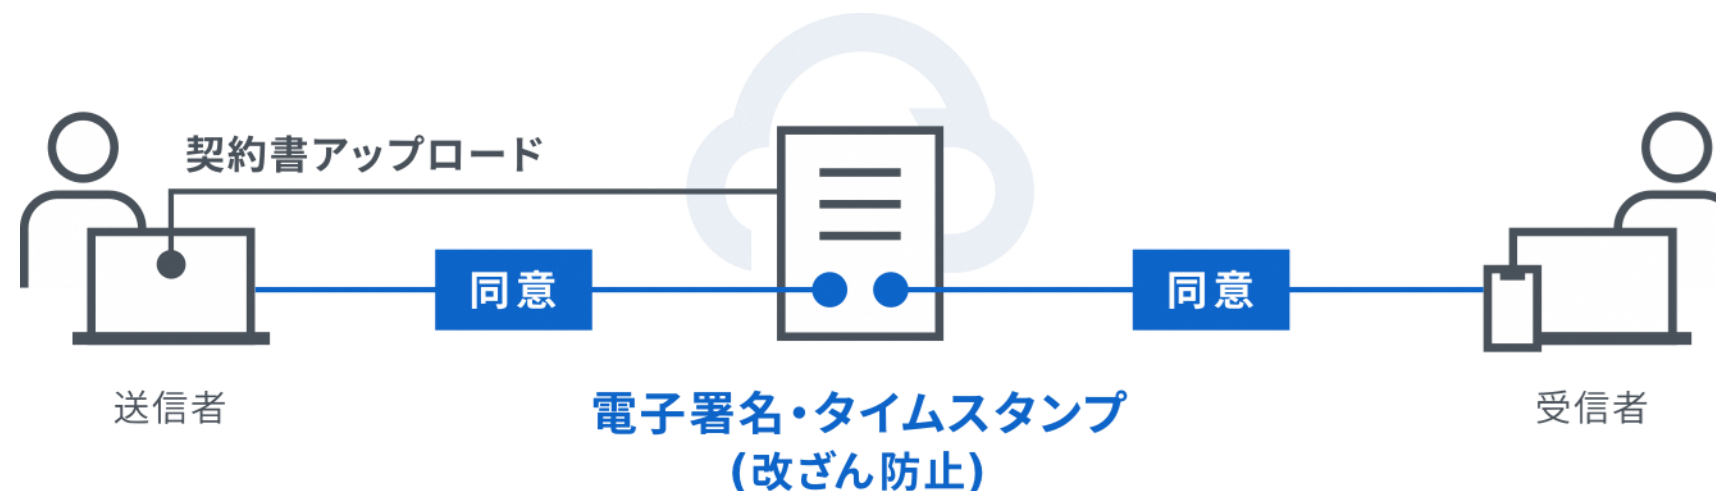 契約書アップロード
同意
同意
送信者
電子署名・タイムスタンプ
(改ざん防止)
受信者